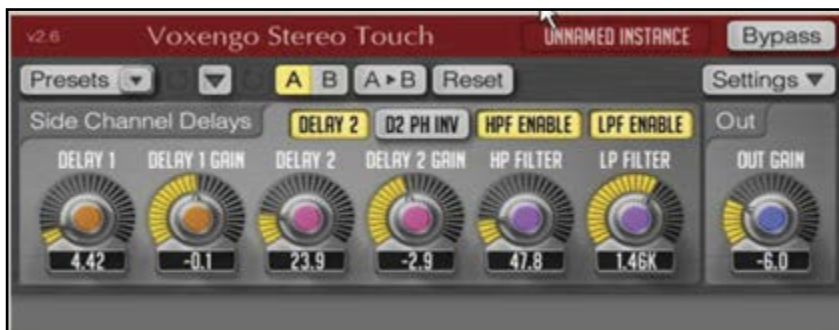 v2.6 Voxengo Stereo Touch UNNAMED INSTANCE Bypass
Presets A B A B Reset Settings
Side Channel Delays DELAY 2 D2 PH INV HPF ENABLE LPF ENABLE Out
DELAY 1 DELAY 1 GAIN DELAY 2 DELAY 2 GAIN HP FILTER LP FILTER OUT GAIN
4.42 -0.1 23.9 -2.9 47.8 1.46K -6.0